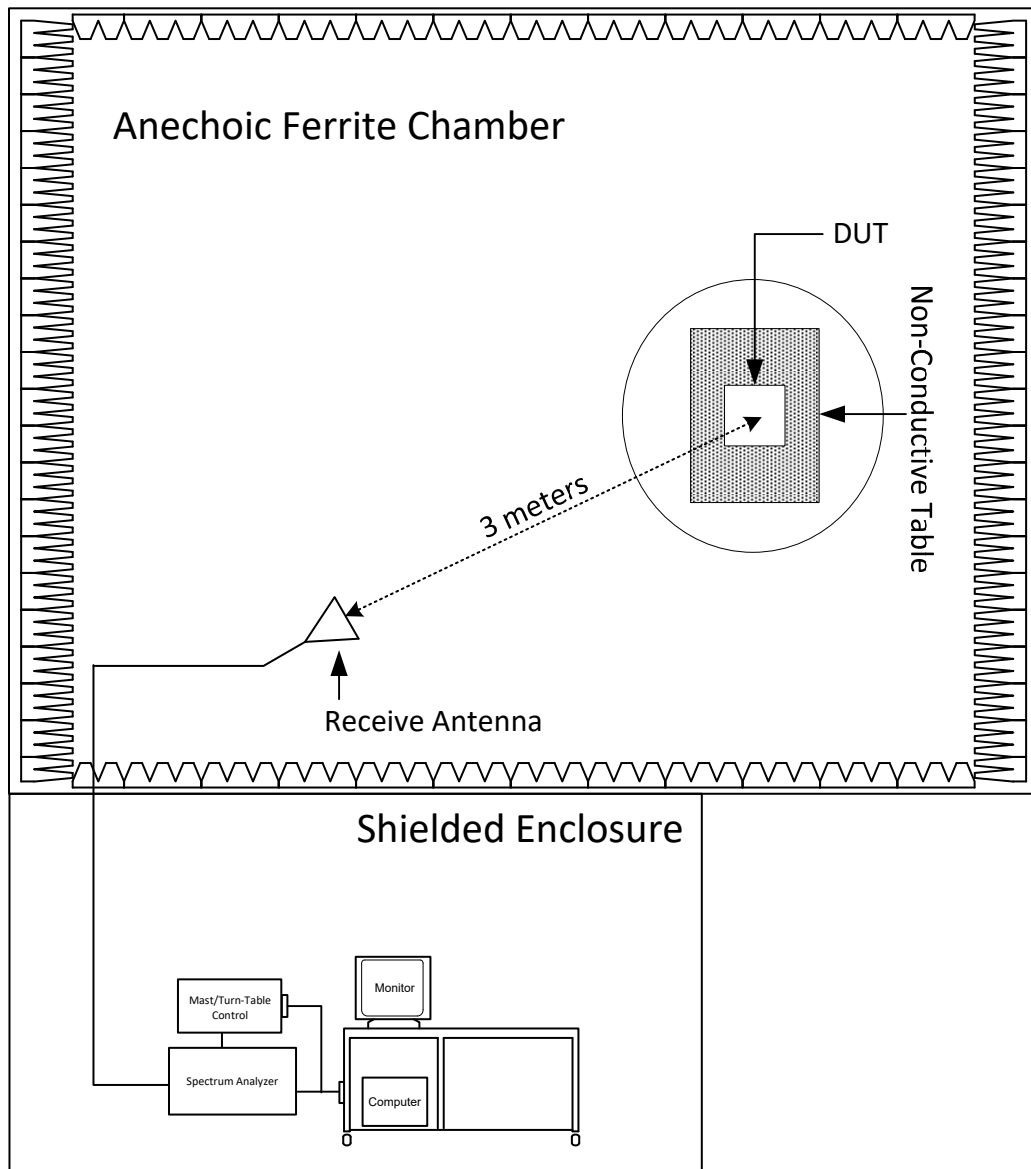 Anechoic Ferrite Chamber
DUT
Non-Conductive Table
3 meters
Receive Antenna
Shielded Enclosure
Monitor
Mast/Turn-Table
Control
Spectrum Analyzer
Computer